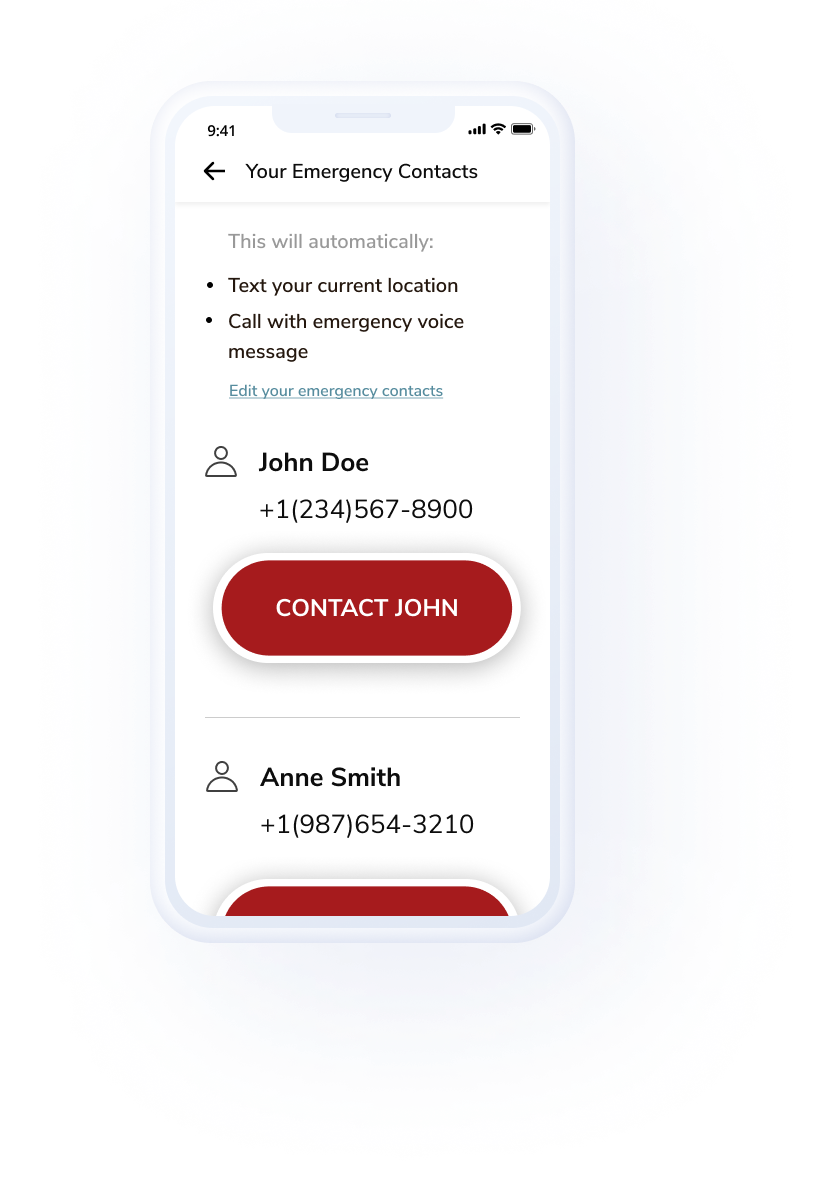 9:41
Your Emergency Contacts
This will automatically:
• Text your current location
• Call with emergency voice
message
Edit your emergency contacts
John Doe
+1(234)567-8900
CONTACT JOHN
Anne Smith
+1(987)654-3210